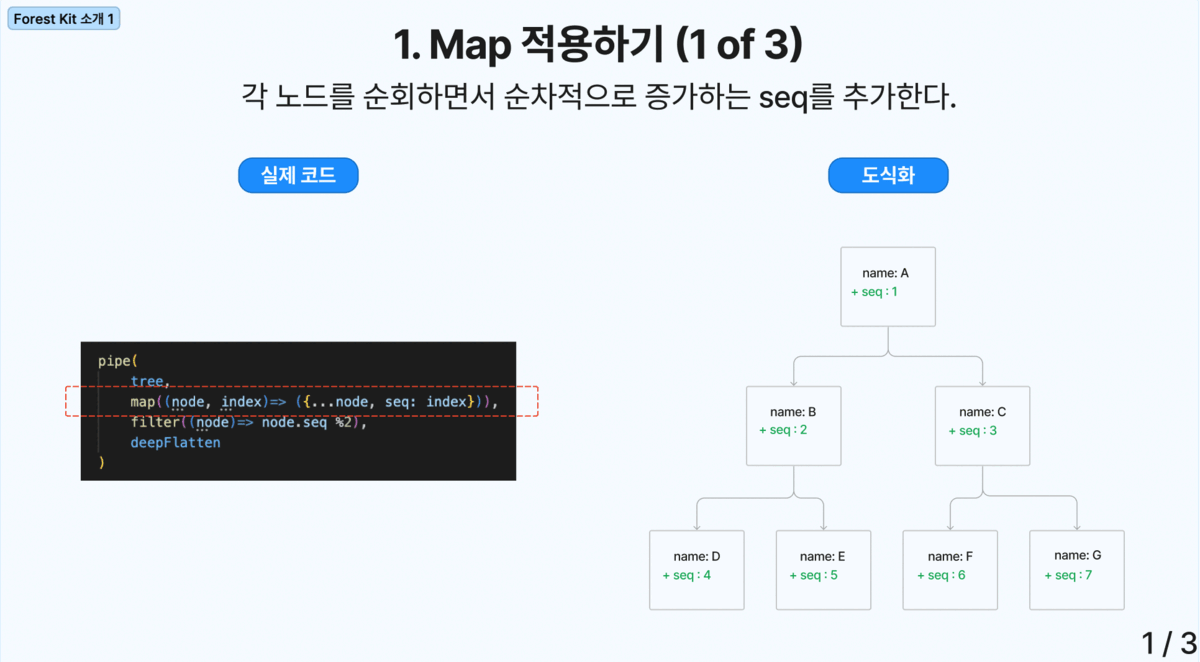 Forest Kit 소개 1
1. Map 적용하기 (1 of 3)
각 노드를 순회하면서 순차적으로 증가하는 seq를 추가한다.
실제 코드
도식화
pipe(
tree,
map((node, index)=> ({...node, seq: index})),
filter((node)=> node.seq %2),
deepFlatten
)
name: A
+ seq : 1
name: B
+ seq : 2
name: C
+ seq : 3
name: D
+ seq : 4
name: E
+ seq : 5
name: F
+ seq : 6
name: G
+ seq : 7
1 / 3